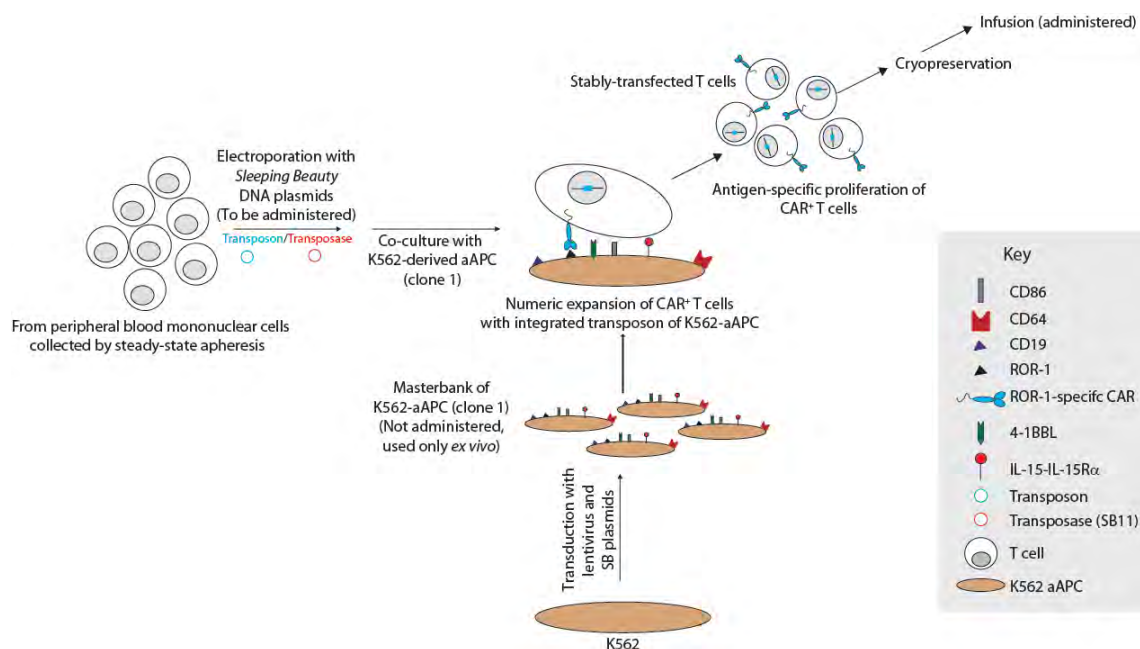 Infusion (administered)
Cryopreservation
Stably-transfected T cells
Antigen-specific proliferation of
CAR⁺ T cells
Electroporation with
Sleeping Beauty
DNA plasmids
(To be administered)
Transposon/Transposase
Co-culture with
K562-derived aAPC
(clone 1)
From peripheral blood mononuclear cells
collected by steady-state apheresis
Numeric expansion of CAR⁺ T cells
with integrated transposon of K562-aAPC
Masterbank of
K562-aAPC (clone 1)
(Not administered,
used only ex vivo)
Transduction with
lentivirus and
SB plasmids
K562
Key
CD86
CD64
CD19
ROR-1
ROR-1-specifc CAR
4-1BBL
IL-15-IL-15Rα
Transposon
Transposase (SB11)
T cell
K562 aAPC